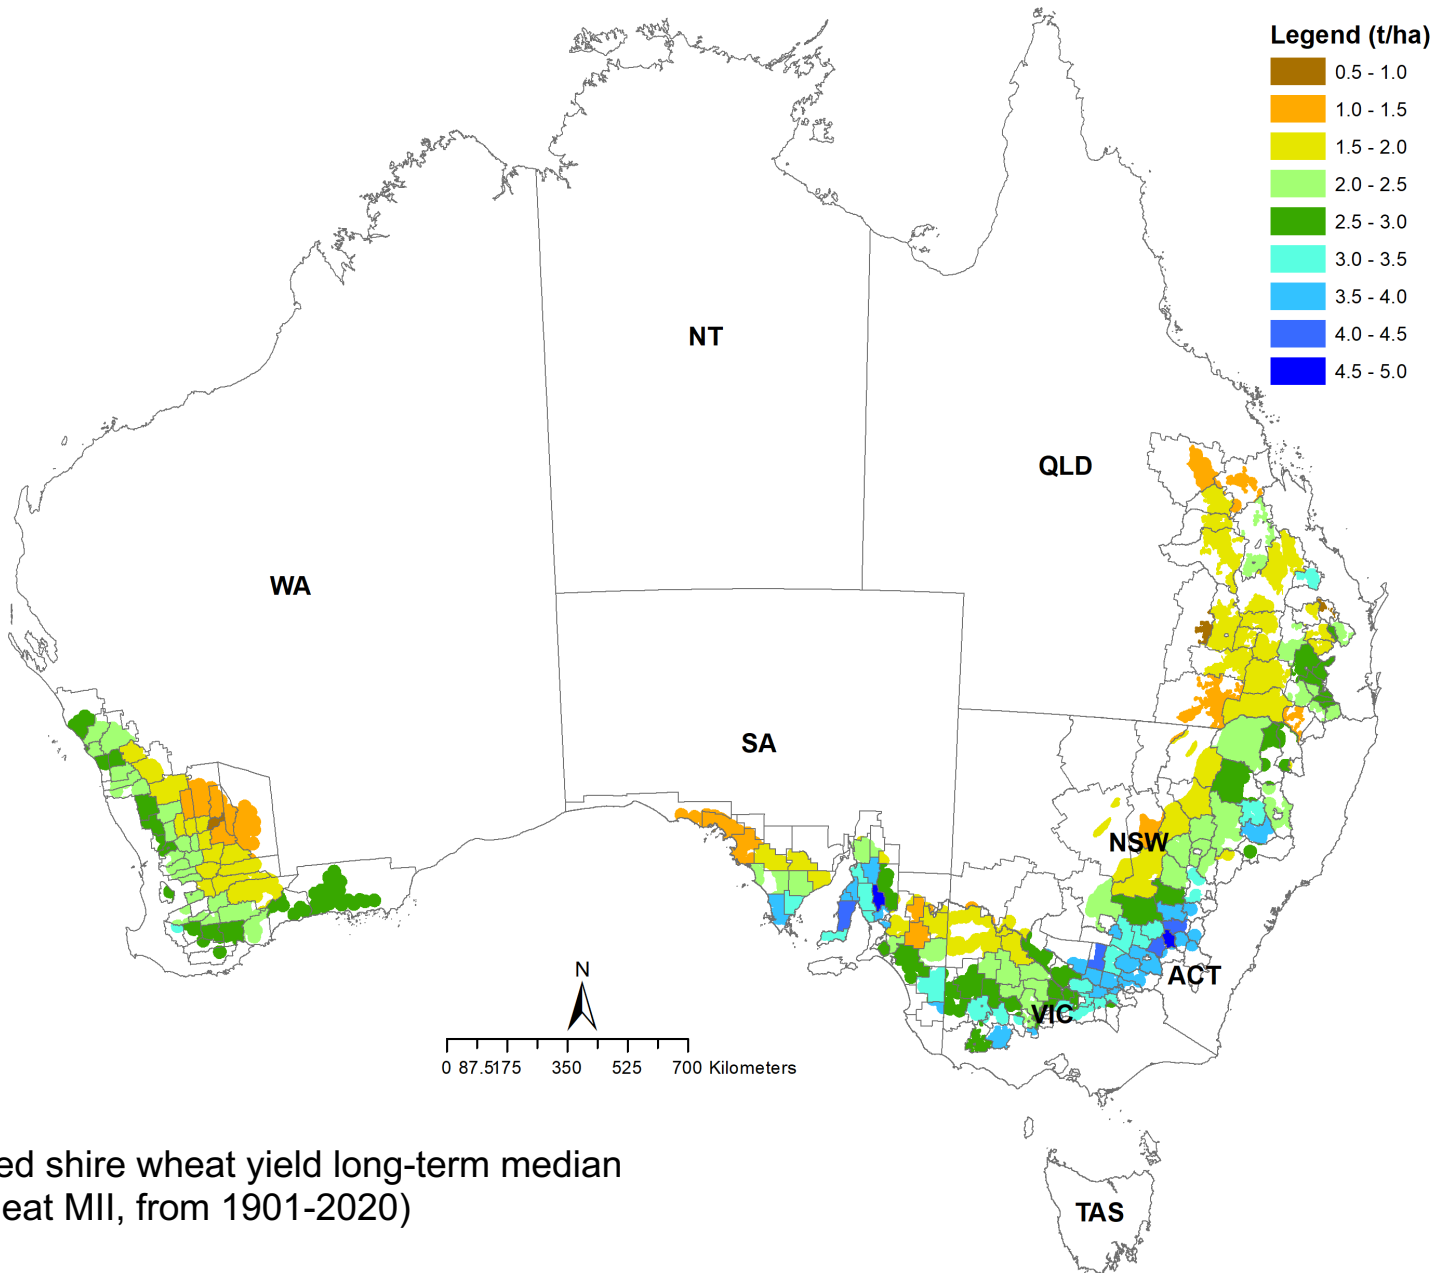 Legend (t/ha)
0.5 - 1.0
1.0 - 1.5
1.5 - 2.0
2.0 - 2.5
2.5 - 3.0
3.0 - 3.5
3.5 - 4.0
4.0 - 4.5
4.5 - 5.0
NT
QLD
WA
SA
NSW
ACT
VIC
N
0 87.5175 350 525 700 Kilometers
ed shire wheat yield long-term median
eat MII, from 1901-2020)
TAS